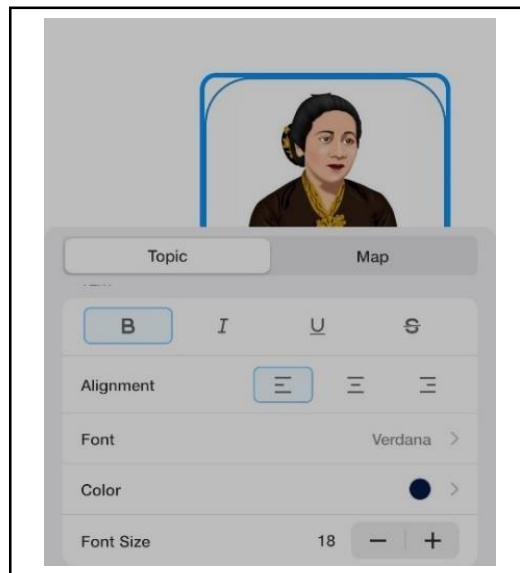 Topic Map
B I U S
Alignment
Font Verdana
Color
Font Size 18 − +